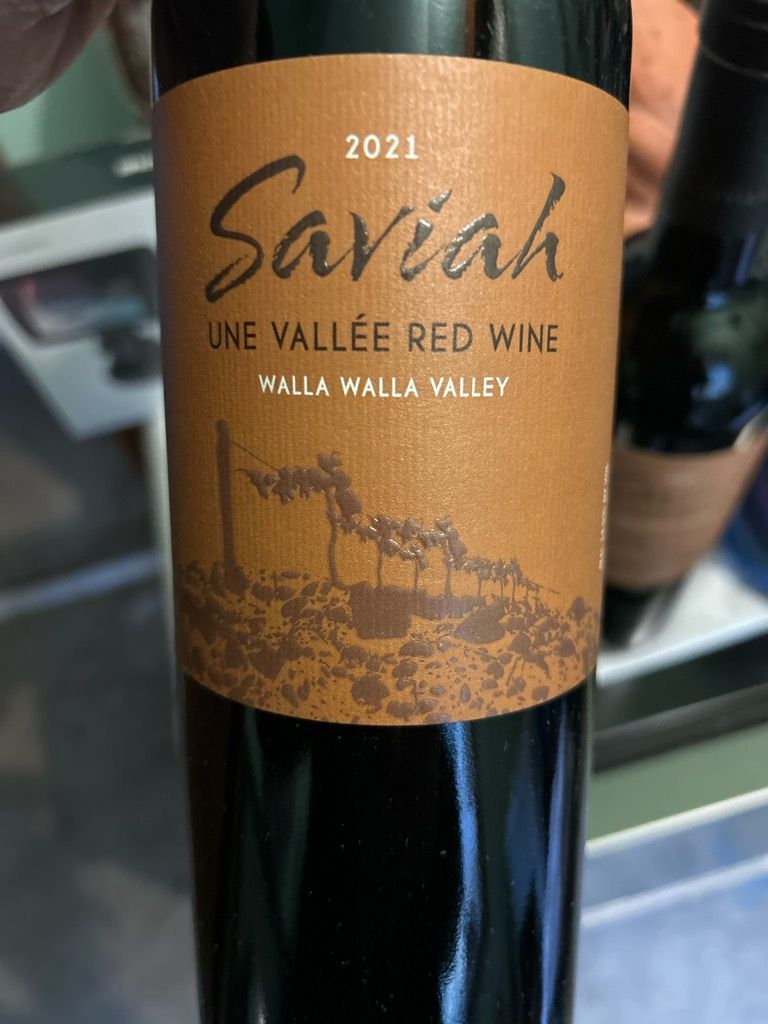 2021
Saviah
UNE VALLÉE RED WINE
WALLA WALLA VALLEY